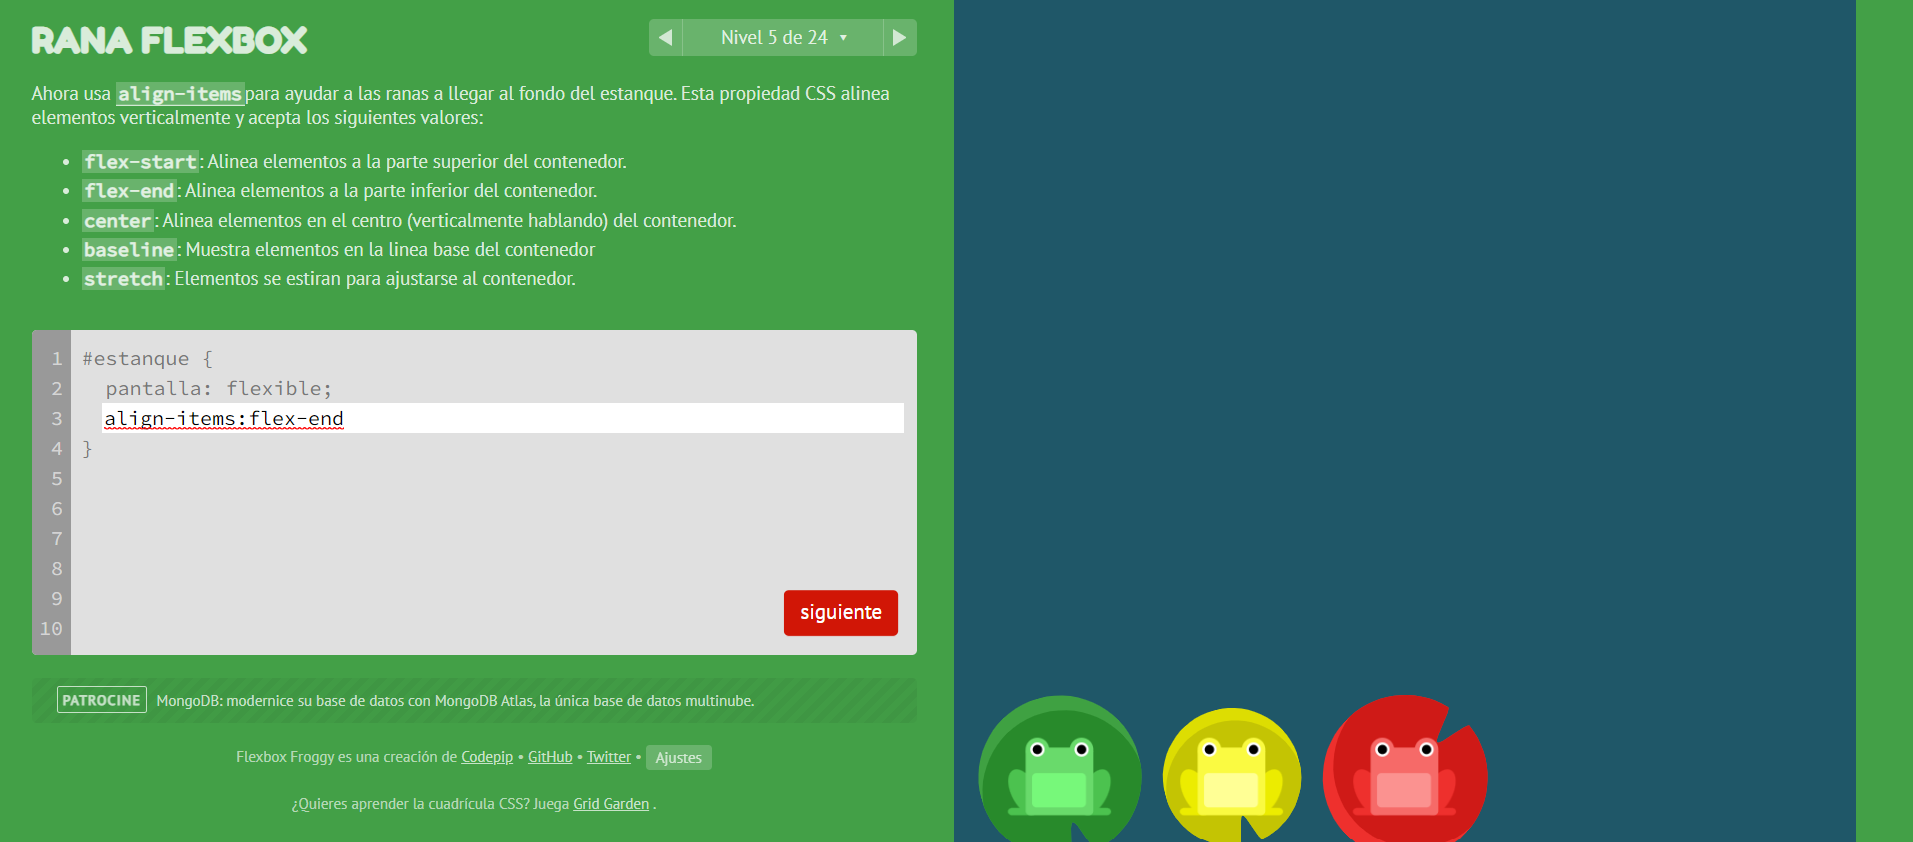 RANA FLEXBOX
Nivel 5 de 24 ▾
Ahora usa align-items para ayudar a las ranas a llegar al fondo del estanque. Esta propiedad CSS alinea
elementos verticalmente y acepta los siguientes valores:
• flex-start: Alinea elementos a la parte superior del contenedor.
• flex-end: Alinea elementos a la parte inferior del contenedor.
• center: Alinea elementos en el centro (verticalmente hablando) del contenedor.
• baseline: Muestra elementos en la linea base del contenedor
• stretch: Elementos se estiran para ajustarse al contenedor.
1 #estanque {
2 pantalla: flexible;
3 align-items:flex-end
4 }
5
6
7
8
9
10
siguiente
PATROCINE MongoDB: modernice su base de datos con MongoDB Atlas, la única base de datos multinube.
Flexbox Froggy es una creación de Codepip • GitHub • Twitter • Ajustes
¿Quieres aprender la cuadrícula CSS? Juega Grid Garden .